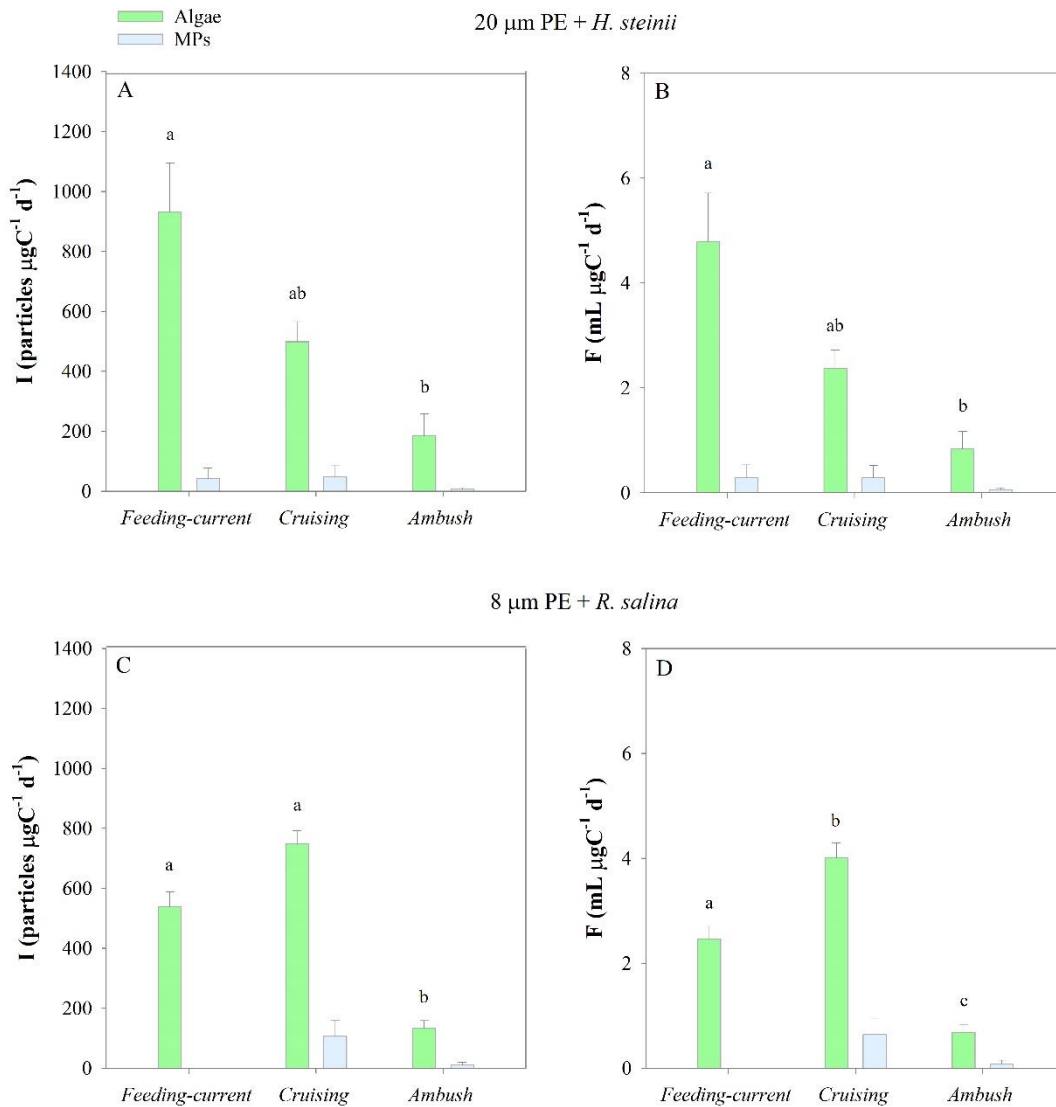 Algae
MPs
20 μm PE + H. steinii
A
I (particles μgC⁻¹ d⁻¹)
1400
1200
1000
800
600
400
200
0
a
ab
b
Feeding-current Cruising Ambush
B
F (mL μgC⁻¹ d⁻¹)
8
6
4
2
0
a
ab
b
Feeding-current Cruising Ambush
8 μm PE + R. salina
C
I (particles μgC⁻¹ d⁻¹)
1400
1200
1000
800
600
400
200
0
a
a
b
Feeding-current Cruising Ambush
D
F (mL μgC⁻¹ d⁻¹)
8
6
4
2
0
a
b
c
Feeding-current Cruising Ambush